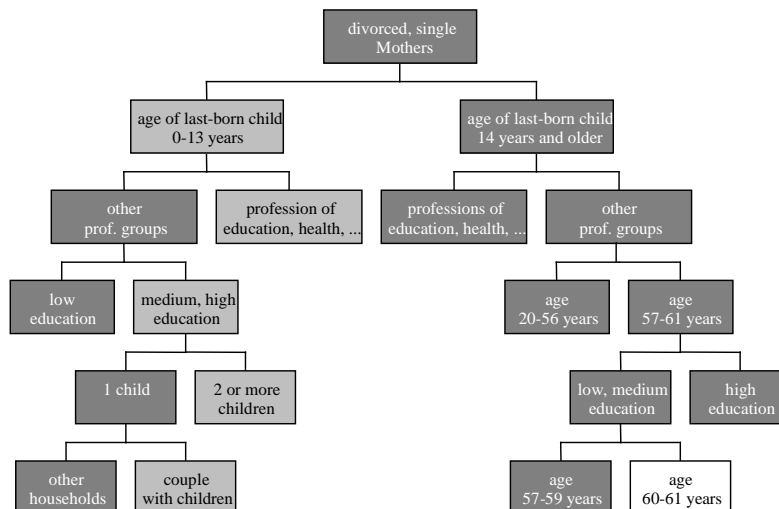 divorced, single
Mothers
age of last-born child
0-13 years
age of last-born child
14 years and older
other
prof. groups
profession of
education, health, ...
professions of
education, health, ...
other
prof. groups
low
education
medium, high
education
age
20-56 years
age
57-61 years
1 child
2 or more
children
low, medium
education
high
education
other
households
couple
with children
age
57-59 years
age
60-61 years